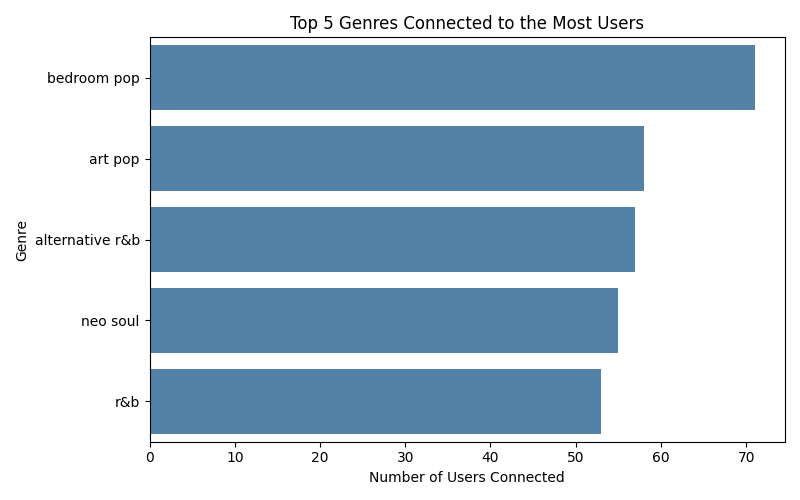 Top 5 Genres Connected to the Most Users
Genre
bedroom pop
art pop
alternative r&b
neo soul
r&b
0 10 20 30 40 50 60 70
Number of Users Connected